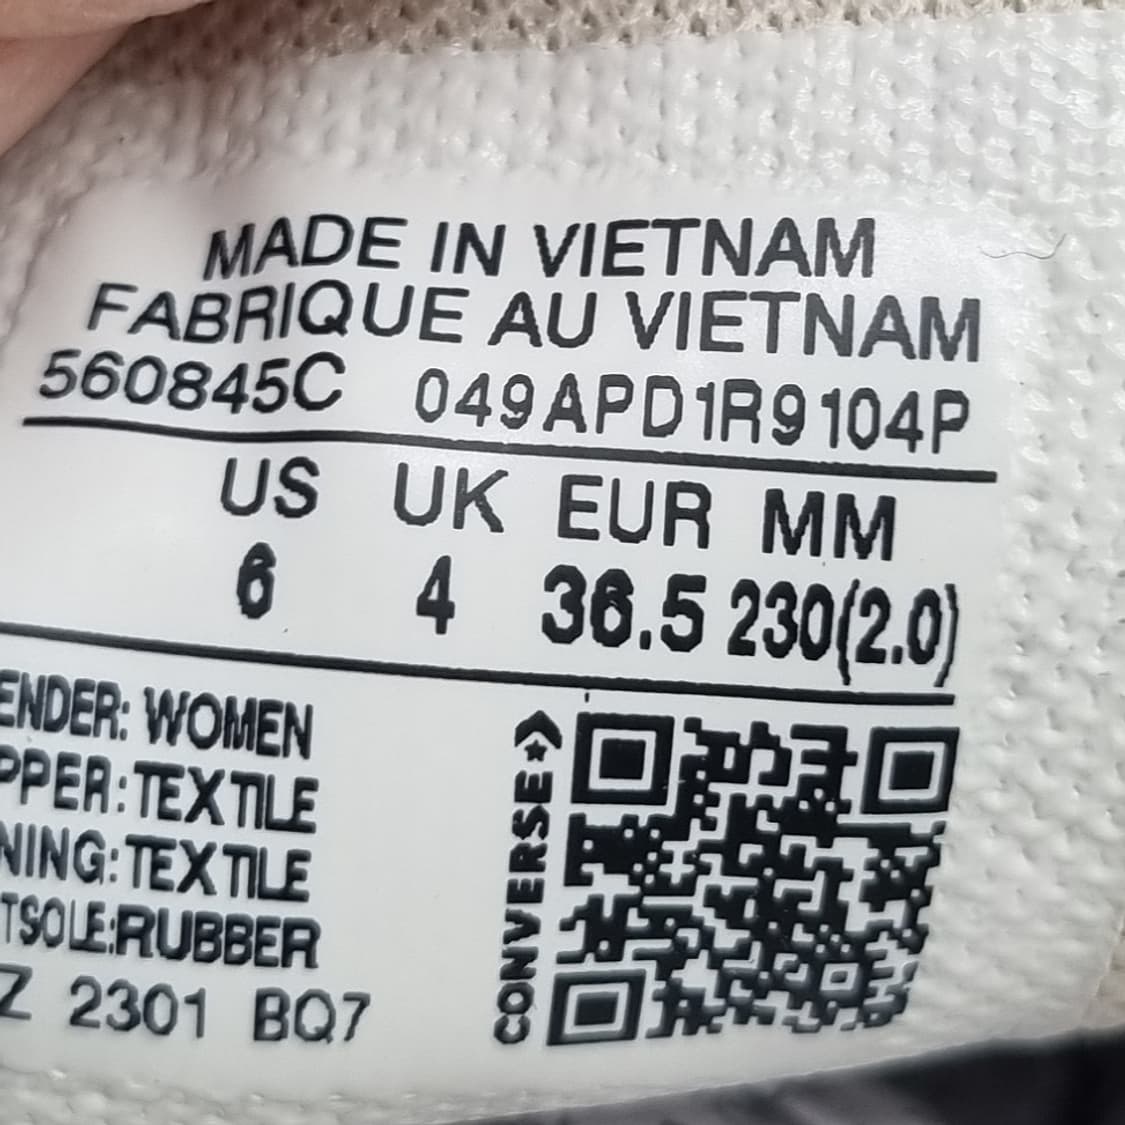 MADE IN VIETNAM
FABRIQUE AU VIETNAM
560845C 049APD1R9104P
US UK EUR MM
6 4 36.5 230(2.0)
ENDER: WOMEN
PPER:TEXTILE
NING:TEXTILE
TSOLE:RUBBER
Z 2301 BQ7
CONVERSE